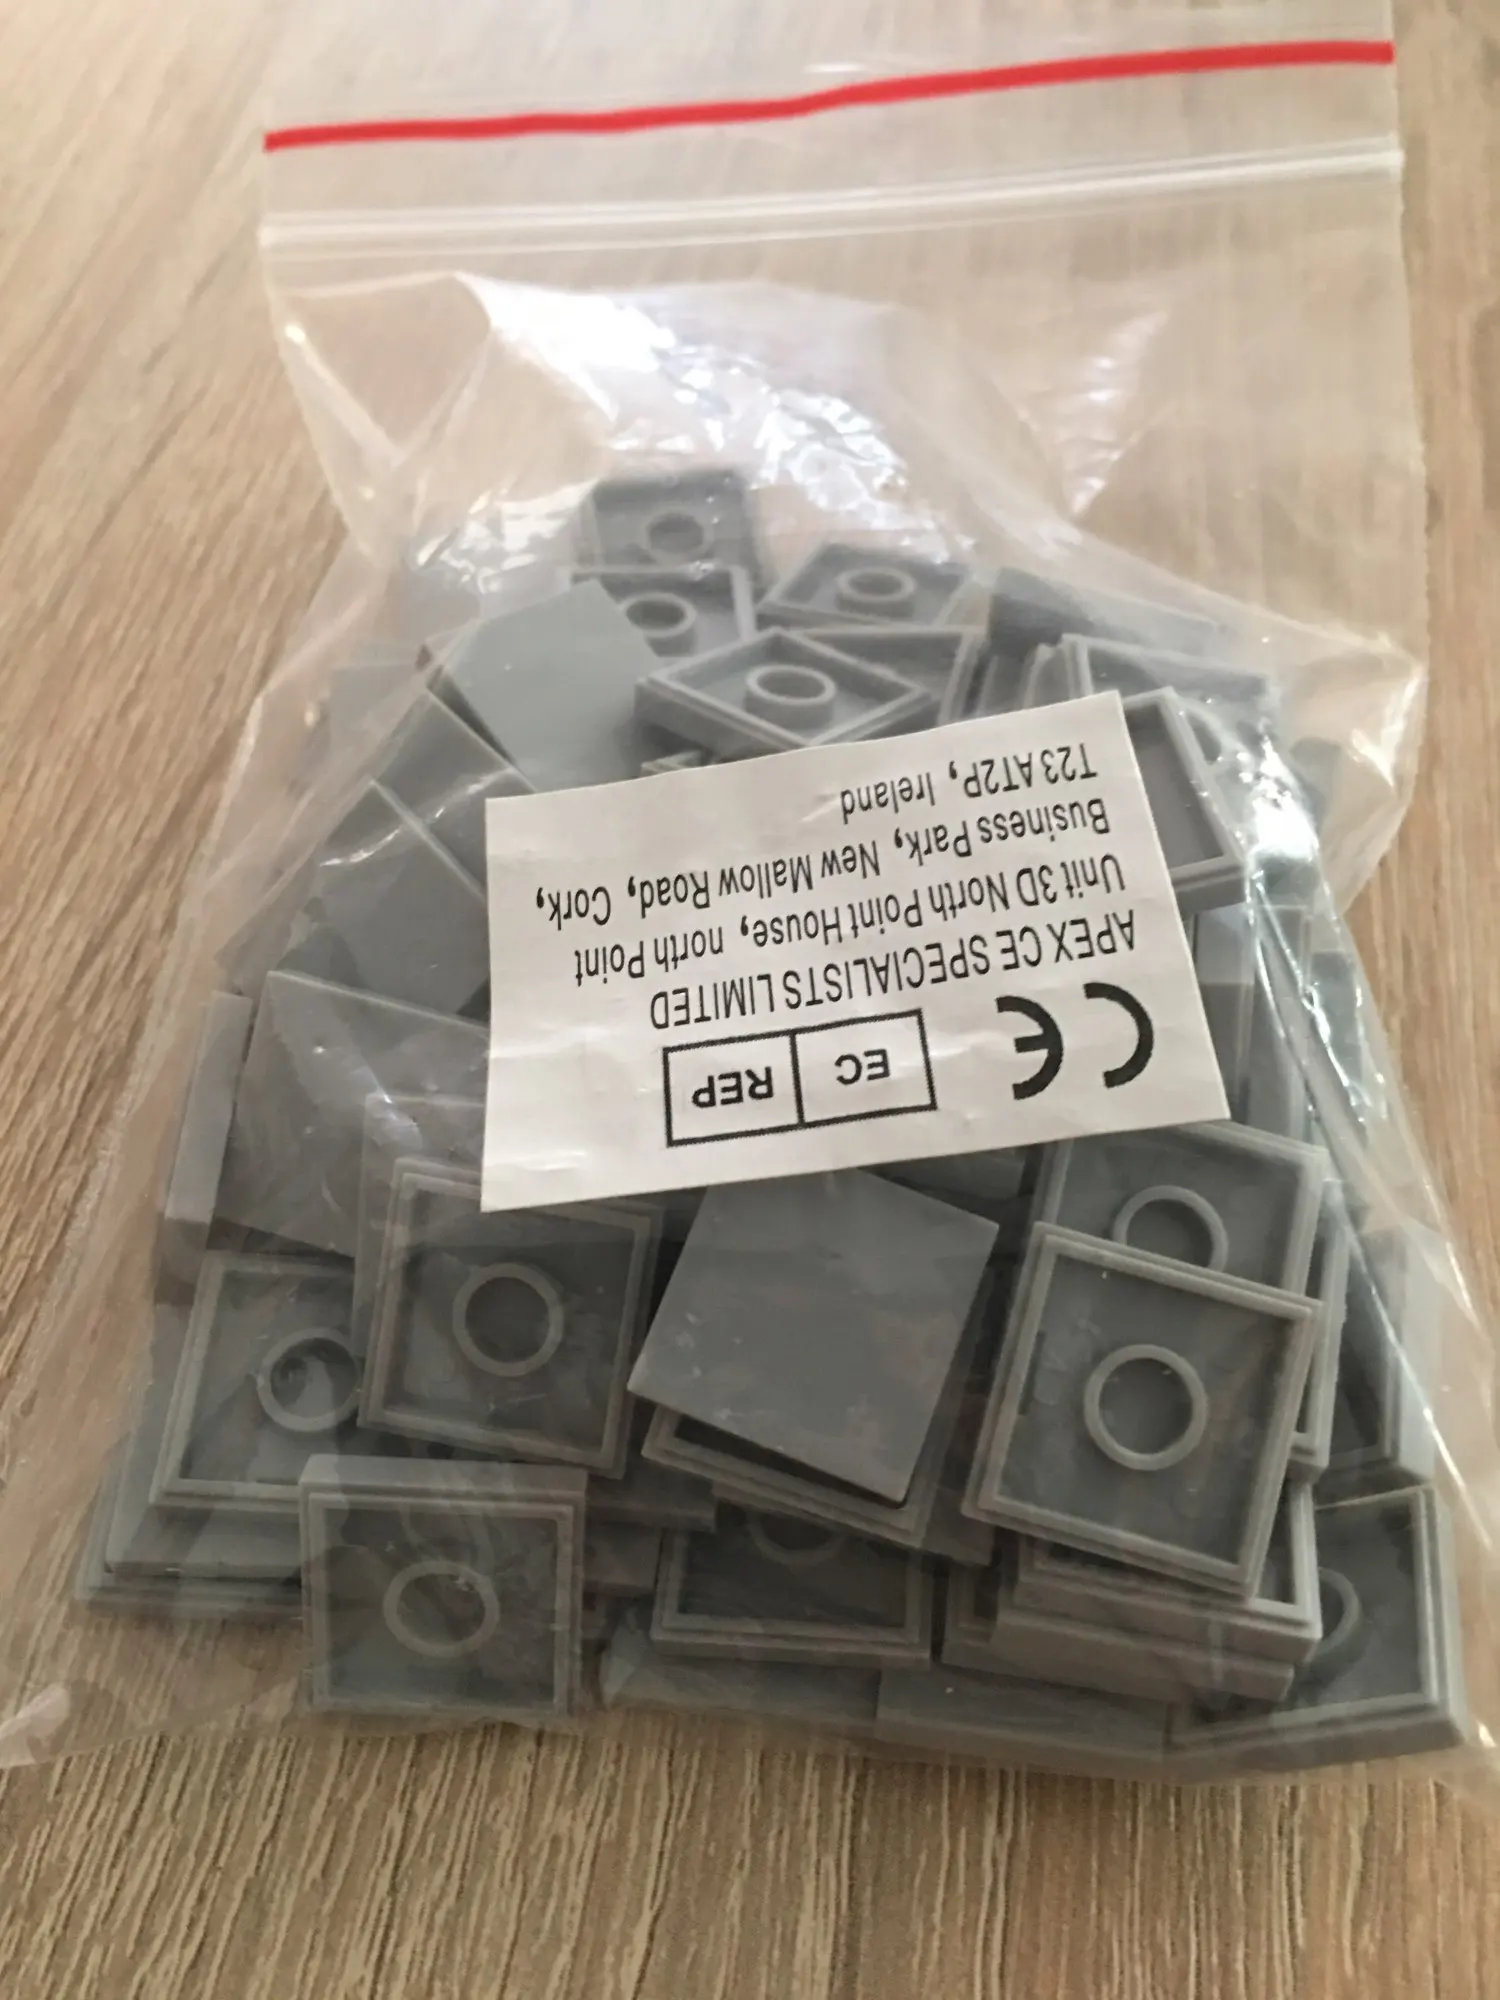 CE EC REP
APEX CE SPECIALISTS LIMITED
Unit 3D North Point House, north Point
Business Park, New Mallow Road, Cork,
T23 AT2P, Ireland